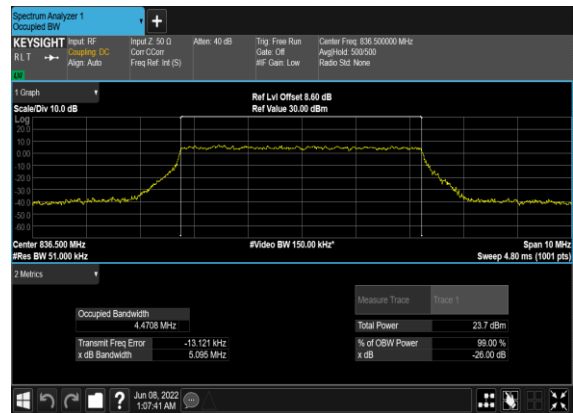 Spectrum Analyzer 1
Occupied BW
KEYSIGHT Input: RF Input Z: 50 Ω Atten: 40 dB Trig: Free Run Center Freq: 836.500000 MHz
RLT Coupling: DC Corr CCorr Gate: Off Avg|Hold: 500/500
Align: Auto Freq Ref: Int (S) #IF Gain: Low Radio Std: None
LW
1 Graph Ref Lvl Offset 8.60 dB
Scale/Div 10.0 dB Ref Value 30.00 dBm
Log
20.0
10.0
0.00
-10.0
-20.0
-30.0
-40.0
-50.0
-60.0
Center 836.500 MHz #Video BW 150.00 kHz* Span 10 MHz
#Res BW 51.000 kHz Sweep 4.80 ms (1001 pts)
2 Metrics
Measure Trace Trace 1
Occupied Bandwidth
4.4708 MHz Total Power 23.7 dBm
Transmit Freq Error -13.121 kHz % of OBW Power 99.00 %
x dB Bandwidth 5.095 MHz x dB -26.00 dB
Jun 08, 2022
1:07:41 AM